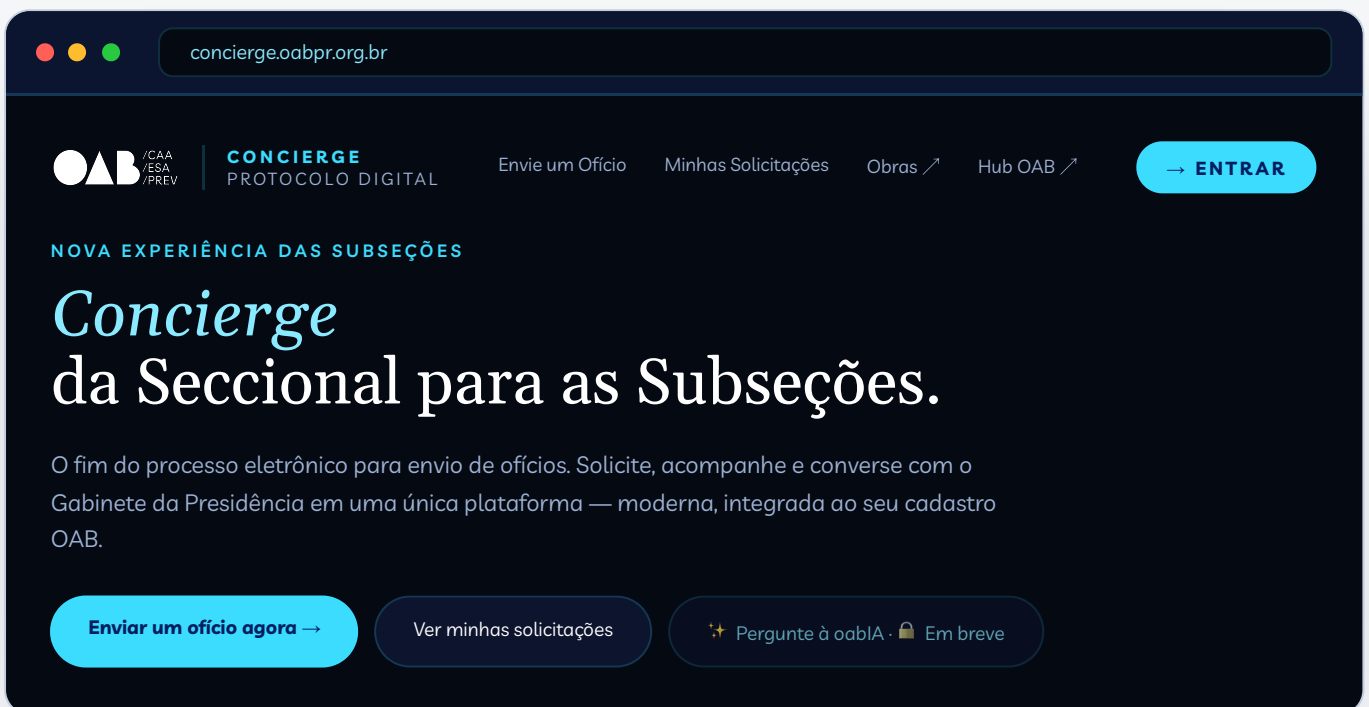 concierge.oabpr.org.br
OAB /CAA /ESA /PREV
CONCIERGE
PROTOCOLO DIGITAL
Envie um Ofício
Minhas Solicitações
Obras ↗
Hub OAB ↗
→ ENTRAR
NOVA EXPERIÊNCIA DAS SUBSEÇÕES
Concierge
da Seccional para as Subseções.
O fim do processo eletrônico para envio de ofícios. Solicite, acompanhe e converse com o
Gabinete da Presidência em uma única plataforma — moderna, integrada ao seu cadastro
OAB.
Enviar um ofício agora →
Ver minhas solicitações
✨ Pergunte à oabIA · 🔒 Em breve